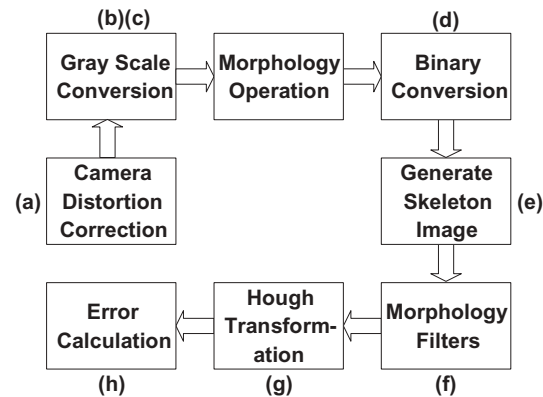 (b)(c)
(d)
Gray Scale
Conversion
Morphology
Operation
Binary
Conversion
(a)
Camera
Distortion
Correction
Generate
Skeleton
Image
(e)
Error
Calculation
Hough
Transform-
ation
Morphology
Filters
(h)
(g)
(f)